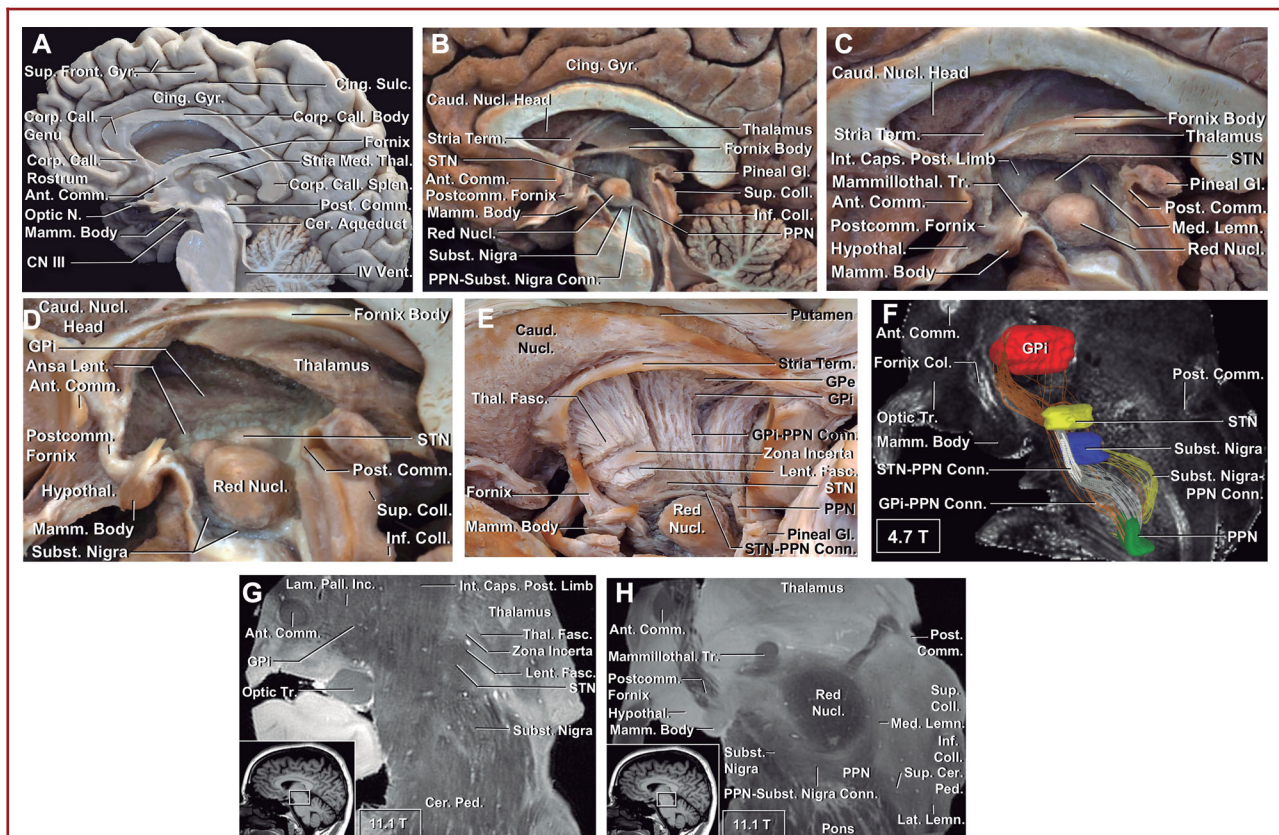 A
Sup. Front. Gyr.
Cing. Sulc.
Cing. Gyr.
Corp. Call.
Genu
Corp. Call. Body
Fornix
Corp. Call.
Rostrum
Stria Med. Thal.
Ant. Comm.
Corp. Call. Splen.
Optic N.
Post. Comm.
Mamm. Body
Cer. Aqueduct
CN III
IV Vent.
B
Cing. Gyr.
Caud. Nucl. Head
Stria Term.
Thalamus
STN
Fornix Body
Ant. Comm.
Pineal Gl.
Postcomm. Fornix
Sup. Coll.
Mamm. Body
Inf. Coll.
Red Nucl.
PPN
Subst. Nigra
PPN-Subst. Nigra Conn.
C
Caud. Nucl. Head
Fornix Body
Stria Term.
Thalamus
Int. Caps. Post. Limb
STN
Mammillothal. Tr.
Pineal Gl.
Ant. Comm.
Post. Comm.
Postcomm. Fornix
Med. Lemn.
Hypothal.
Red Nucl.
Mamm. Body
D
Caud. Nucl.
Head
Fornix Body
GPi
Thalamus
Ansa Lent.
Ant. Comm.
Postcomm.
Fornix
STN
Post. Comm.
Hypothal.
Red Nucl.
Sup. Coll.
Mamm. Body
Subst. Nigra
Inf. Coll.
E
Putamen
Caud.
Nucl.
Stria Term.
GPe
Thal. Fasc.
GPi
GPi-PPN Conn.
Zona Incerta
Lent. Fasc.
Fornix
STN
PPN
Mamm. Body
Red
Nucl.
Pineal Gl.
STN-PPN Conn.
F
Ant. Comm.
GPi
Fornix Col.
Post. Comm.
Optic Tr.
STN
Mamm. Body
Subst. Nigra
STN-PPN Conn.
Subst. Nigra-
PPN Conn.
GPi-PPN Conn.
4.7 T
PPN
G
Lam. Pall. Inc.
Int. Caps. Post. Limb
Thalamus
Ant. Comm.
Thal. Fasc.
GPi
Zona Incerta
Lent. Fasc.
Optic Tr.
STN
Subst. Nigra
Cer. Ped.
11.1 T
H
Thalamus
Ant. Comm.
Post.
Comm.
Mammillothal. Tr.
Postcomm.
Fornix
Red
Nucl.
Sup.
Coll.
Hypothal.
Med. Lemn.
Mamm. Body
Inf.
Coll.
Subst.
Nigra
PPN
Sup. Cer.
Ped.
PPN-Subst. Nigra Conn.
Lat. Lemn.
11.1 T
Pons